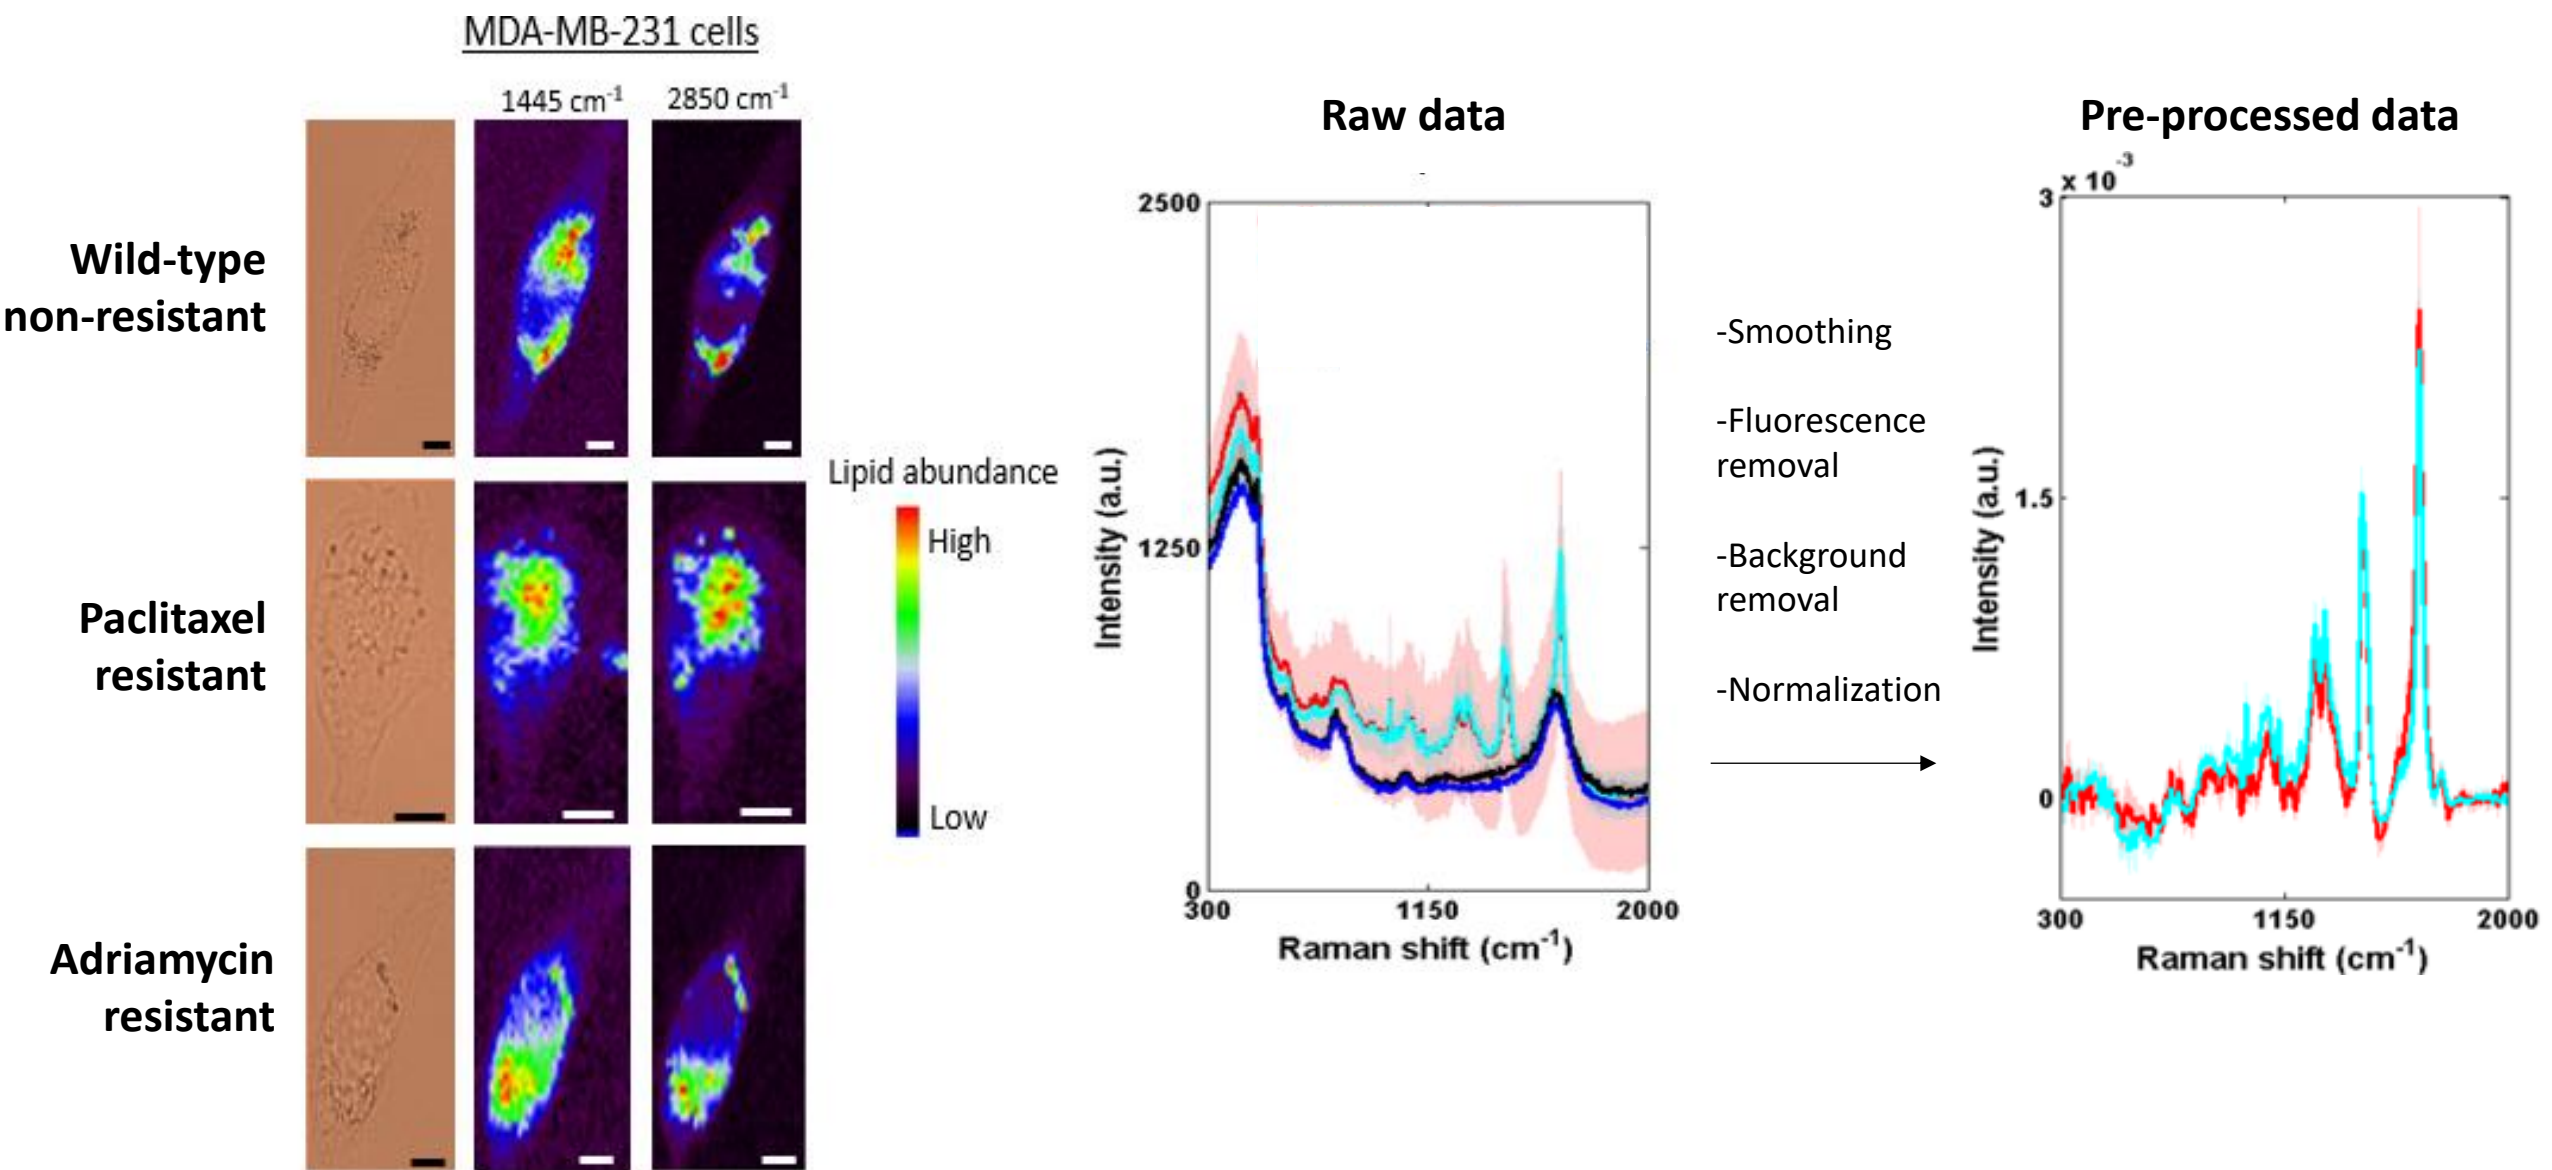 MDA-MB-231 cells
1445 cm-1
2850 cm-1
Wild-type
non-resistant
Paclitaxel
resistant
Adriamycin
resistant
Lipid abundance
High
Low
Raw data
2500
1250
0
300
1150
2000
Intensity (a.u.)
Raman shift (cm-1)
-Smoothing
-Fluorescence
removal
-Background
removal
-Normalization
Pre-processed data
x 10-3
3
1.5
0
300
1150
2000
Intensity (a.u.)
Raman shift (cm-1)